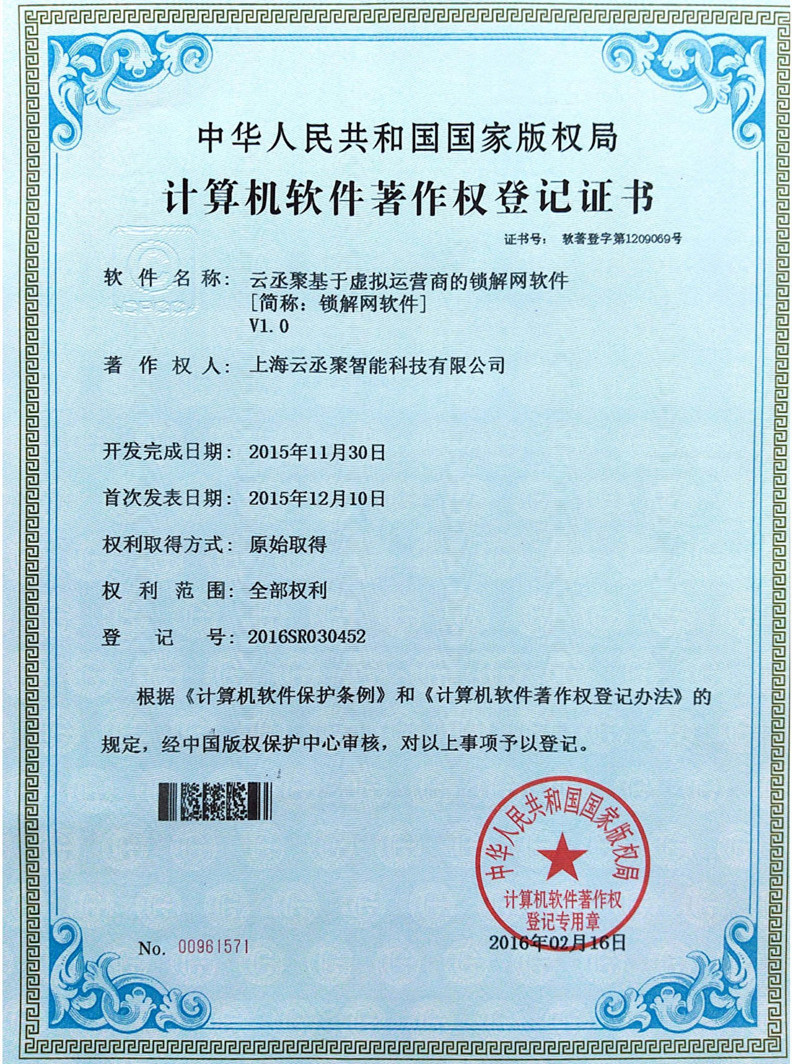 中华人民共和国国家版权局
计算机软件著作权登记证书
证书号： 软著登字第1209069号
软件名称： 云丞聚基于虚拟运营商的锁解网软件
[简称：锁解网软件]
V1.0
著作权人： 上海云丞聚智能科技有限公司
开发完成日期： 2015年11月30日
首次发表日期： 2015年12月10日
权利取得方式： 原始取得
权利范围： 全部权利
登记号： 2016SR030452
根据《计算机软件保护条例》和《计算机软件著作权登记办法》的
规定，经中国版权保护中心审核，对以上事项予以登记。
中华人民共和国国家版权局
计算机软件著作权
登记专用章
No. 00961571
2016年02月16日